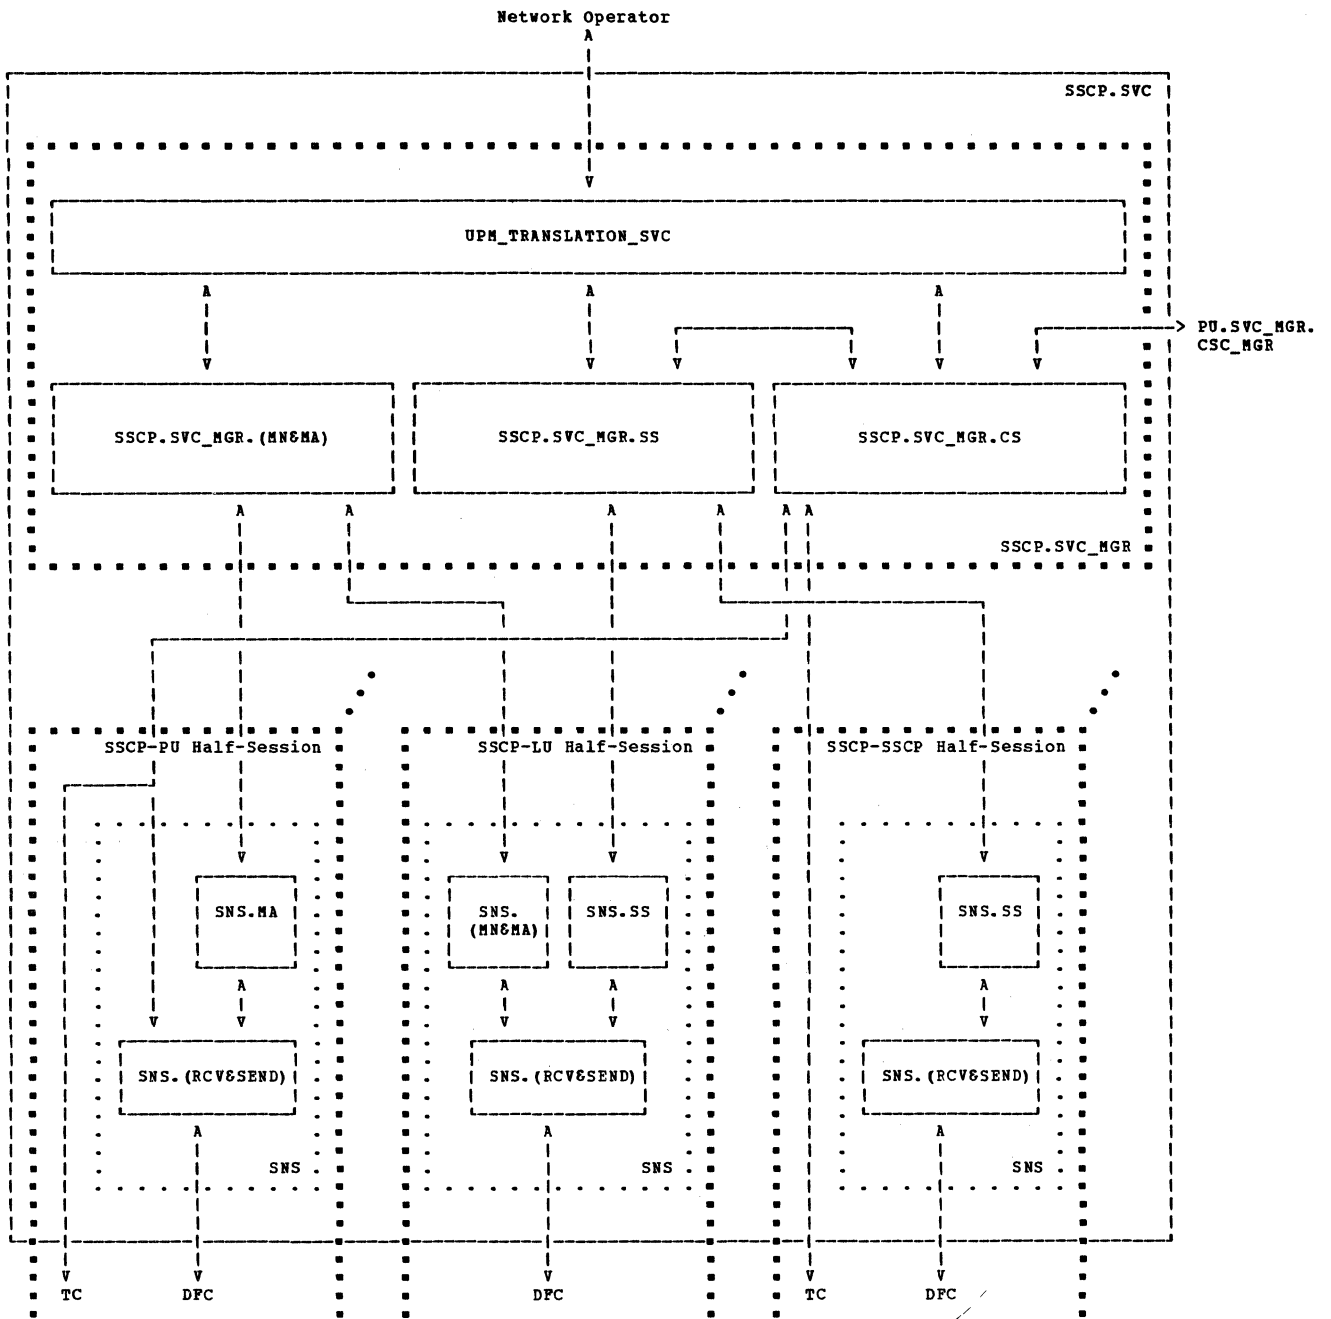 Network Operator
SSCP.SVC
UPM_TRANSLATION_SVC
PU.SVC_MGR.
CSC_MGR
SSCP.SVC_MGR.(MN&MA)
SSCP.SVC_MGR.SS
SSCP.SVC_MGR.CS
SSCP.SVC_MGR
SSCP-PU Half-Session
SSCP-LU Half-Session
SSCP-SSCP Half-Session
SNS.MA
SNS.
(MN&MA)
SNS.SS
SNS.SS
SNS.(RCV&SEND)
SNS.(RCV&SEND)
SNS.(RCV&SEND)
SNS
SNS
SNS
TC
DFC
DFC
TC
DFC